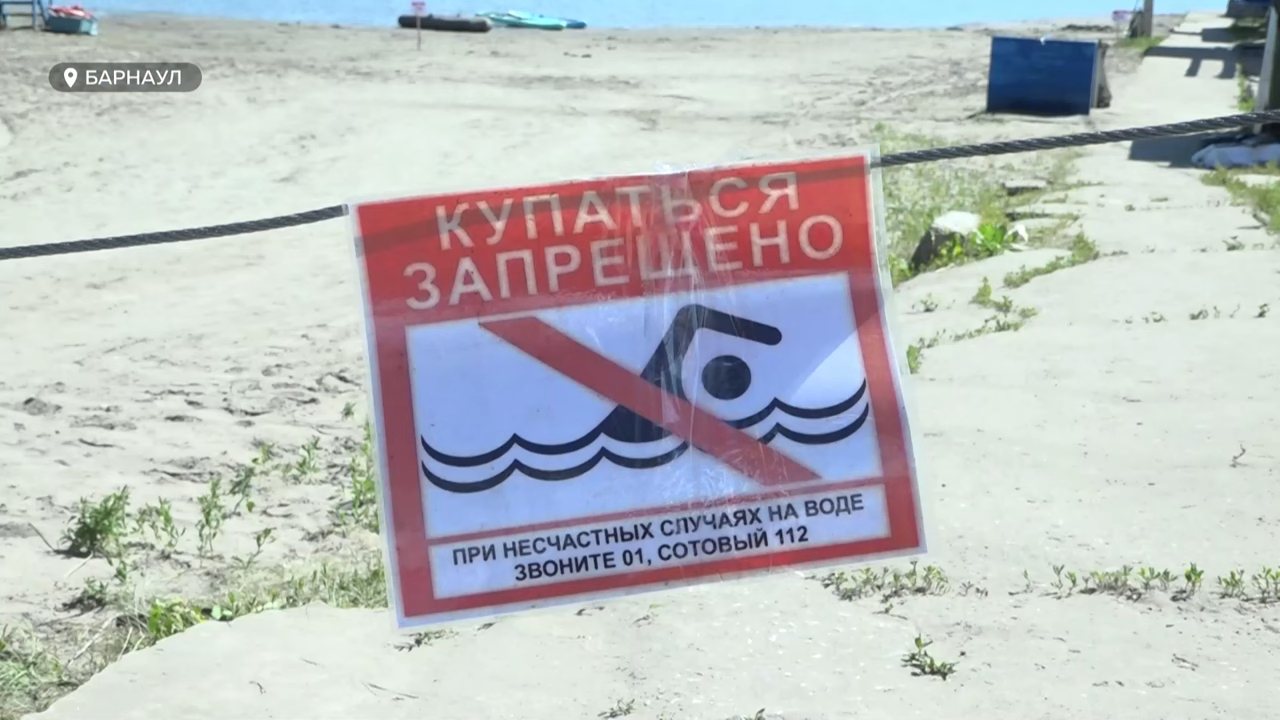 БАРНАУЛ
КУПАТЬСЯ
ЗАПРЕЩЕНО
ПРИ НЕСЧАСТНЫХ СЛУЧАЯХ НА ВОДЕ
ЗВОНИТЕ 01, СОТОВЫЙ 112